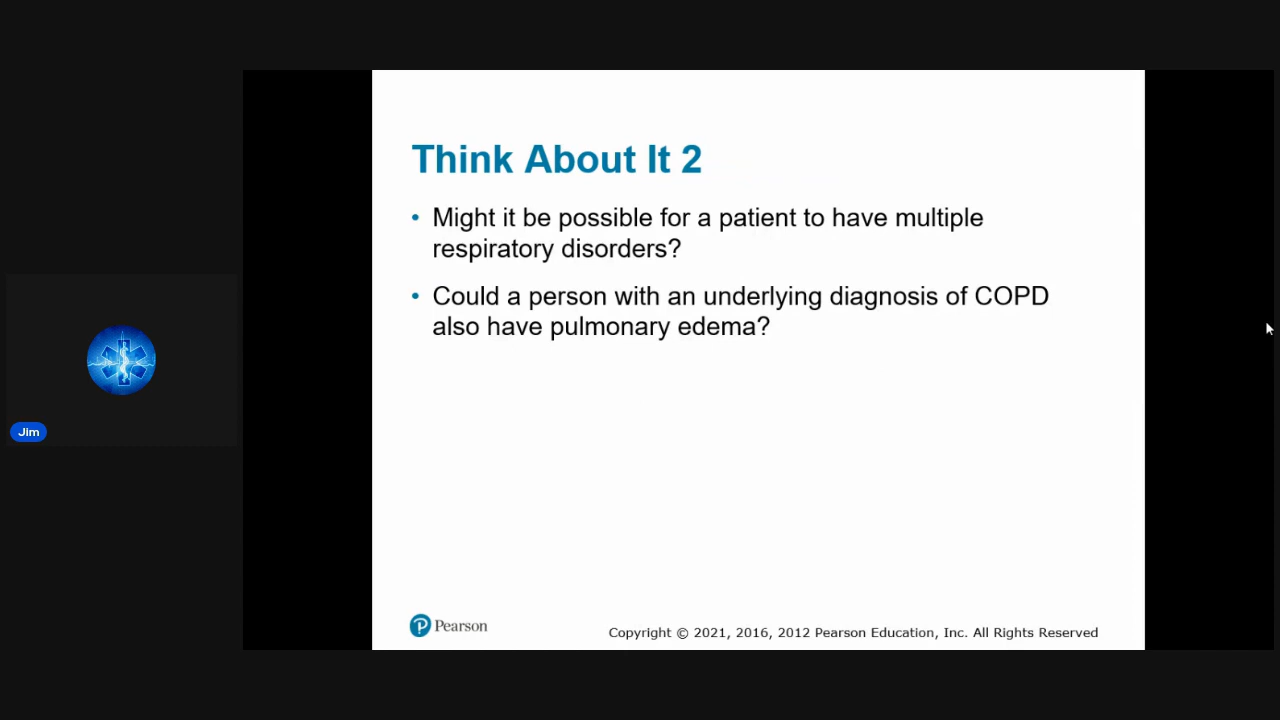 Think About It 2
• Might it be possible for a patient to have multiple
respiratory disorders?
• Could a person with an underlying diagnosis of COPD
also have pulmonary edema?
Jim
Pearson
Copyright © 2021, 2016, 2012 Pearson Education, Inc. All Rights Reserved